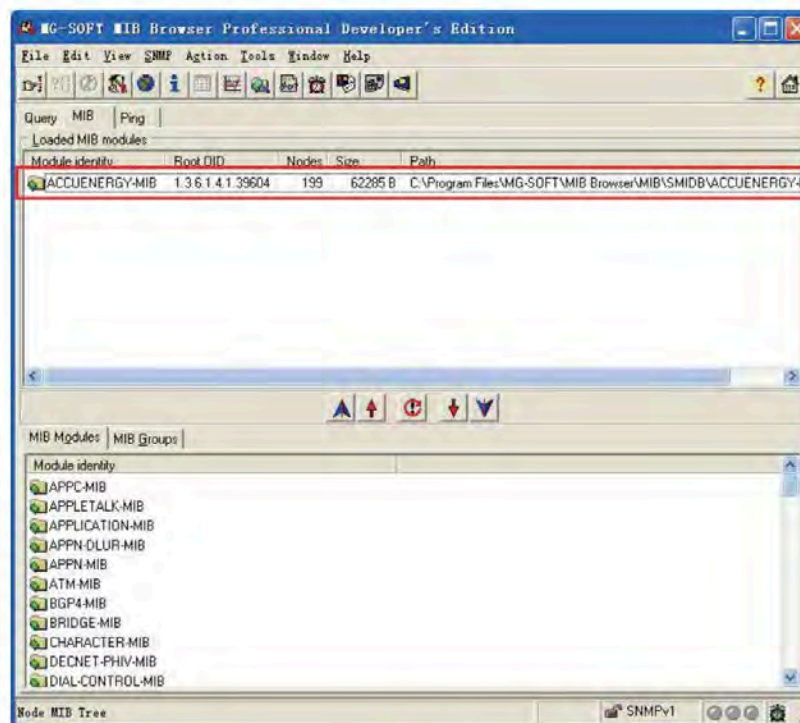 MG-SOFT MIB Browser Professional Developer's Edition
File Edit View SNMP Action Tools Window Help
Query MIB Ping
Loaded MIB modules
Module identity Root OID Nodes Size Path
ACCUENERGY-MIB 1.3.6.1.4.1.39604 199 62285 B C:\Program Files\MG-SOFT\MIB Browser\MIB\SMIDB\ACCUENERGY-
MIB Modules MIB Groups
Module identity
APPC-MIB
APPLETALK-MIB
APPLICATION-MIB
APPN-DLUR-MIB
APPN-MIB
ATM-MIB
BGP4-MIB
BRIDGE-MIB
CHARACTER-MIB
DECNET-PHIV-MIB
DIAL-CONTROL-MIB
Node MIB Tree SNMPv1